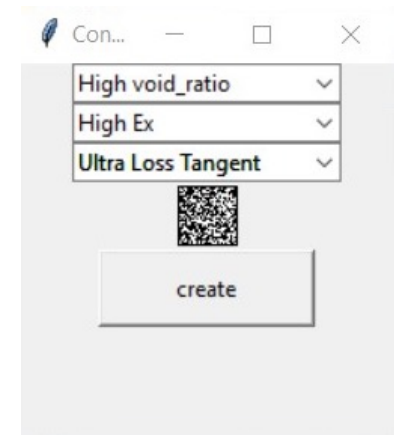 Con...
High void_ratio
High Ex
Ultra Loss Tangent
create